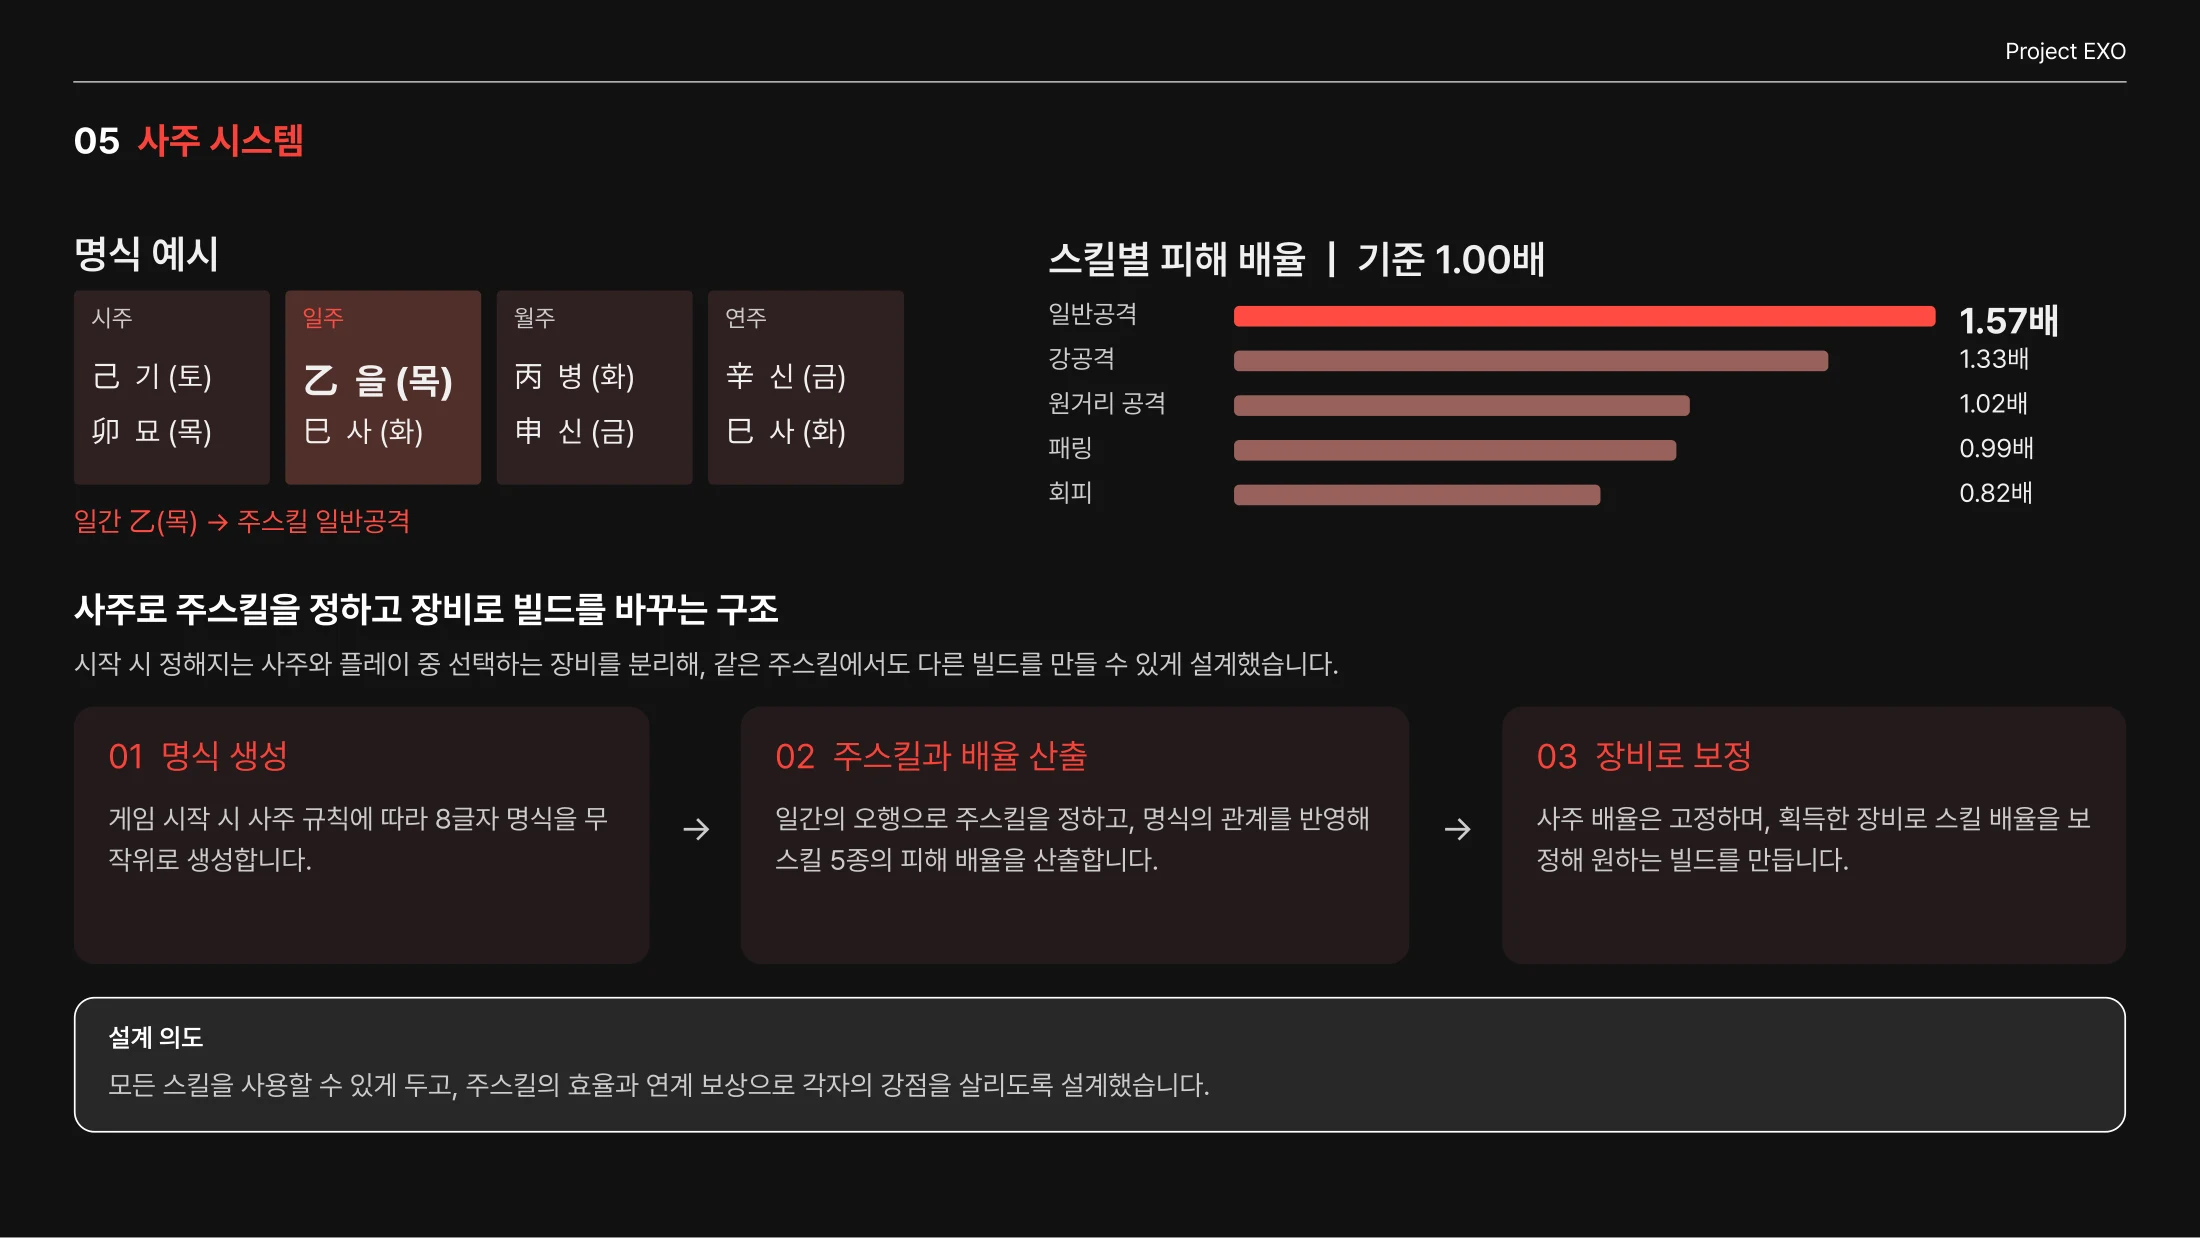 Project EXO
05 사주 시스템
명식 예시
시주
己 기 (토)
卯 묘 (목)
일주
乙 을 (목)
巳 사 (화)
월주
丙 병 (화)
申 신 (금)
연주
辛 신 (금)
巳 사 (화)
일간 乙(목) → 주스킬 일반공격
스킬별 피해 배율 | 기준 1.00배
일반공격 1.57배
강공격 1.33배
원거리 공격 1.02배
패링 0.99배
회피 0.82배
사주로 주스킬을 정하고 장비로 빌드를 바꾸는 구조
시작 시 정해지는 사주와 플레이 중 선택하는 장비를 분리해, 같은 주스킬에서도 다른 빌드를 만들 수 있게 설계했습니다.
01 명식 생성
게임 시작 시 사주 규칙에 따라 8글자 명식을 무
작위로 생성합니다.
→
02 주스킬과 배율 산출
일간의 오행으로 주스킬을 정하고, 명식의 관계를 반영해
스킬 5종의 피해 배율을 산출합니다.
→
03 장비로 보정
사주 배율은 고정하며, 획득한 장비로 스킬 배율을 보
정해 원하는 빌드를 만듭니다.
설계 의도
모든 스킬을 사용할 수 있게 두고, 주스킬의 효율과 연계 보상으로 각자의 강점을 살리도록 설계했습니다.